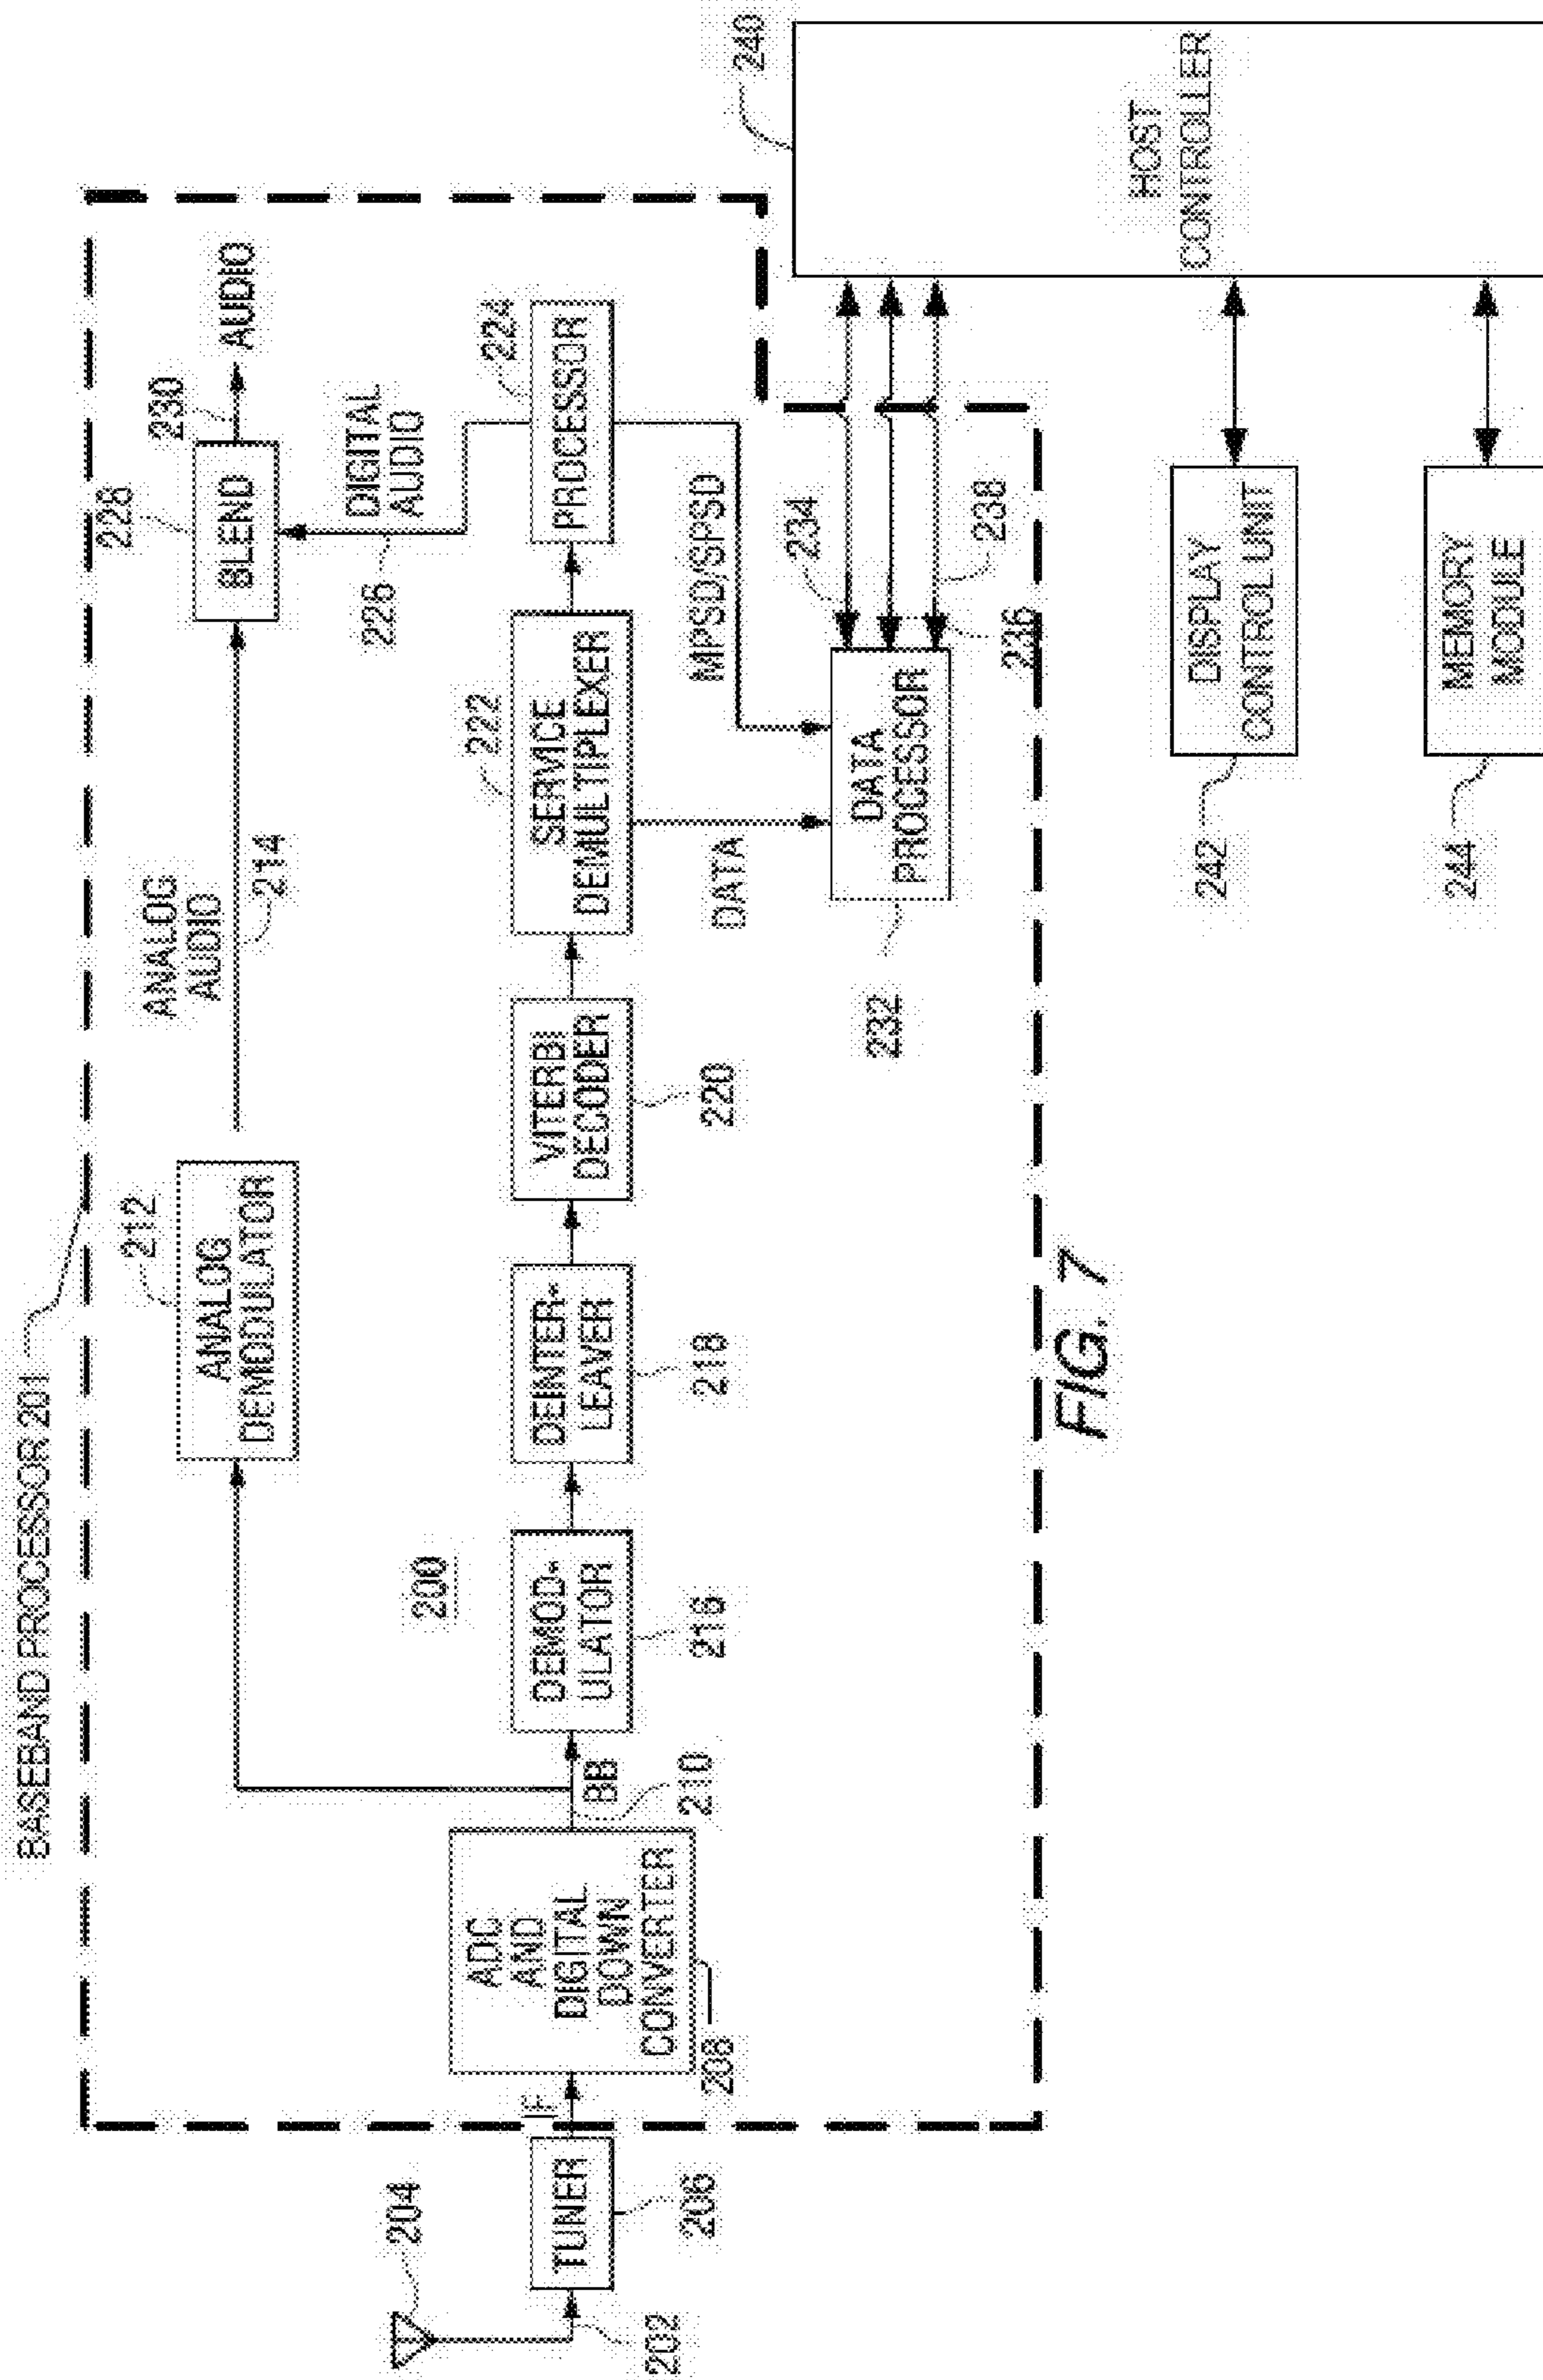 BASEBAND PROCESSOR 201
204
202
TUNER
206
IF
ADC
AND
DIGITAL
DOWN
CONVERTER
208
BB
210
200
212
ANALOG
DEMODULATOR
ANALOG
AUDIO
214
228
BLEND
230
AUDIO
DIGITAL
AUDIO
226
DEMOD-
ULATOR
216
DEINTER-
LEAVER
218
VITERBI
DECODER
220
222
SERVICE
DEMULTIPLEXER
224
PROCESSOR
DATA
MPSD/SPSD
DATA
PROCESSOR
232
234
236
238
240
HOST
CONTROLLER
DISPLAY
CONTROL UNIT
242
MEMORY
MODULE
244
FIG. 7